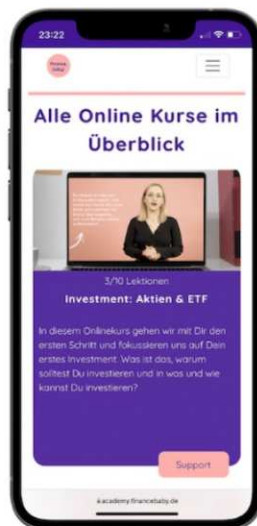 23:22
Alle Online Kurse im
Überblick
3/10 Lektionen
Investment: Aktien & ETF
In diesem Onlinekurs gehen wir mit Dir den
ersten Schritt und fokussieren uns auf Dein
erstes Investment. Was ist das, warum
solltest Du investieren und in was und wie
kannst Du investieren?
Support
academy.financebaby.de